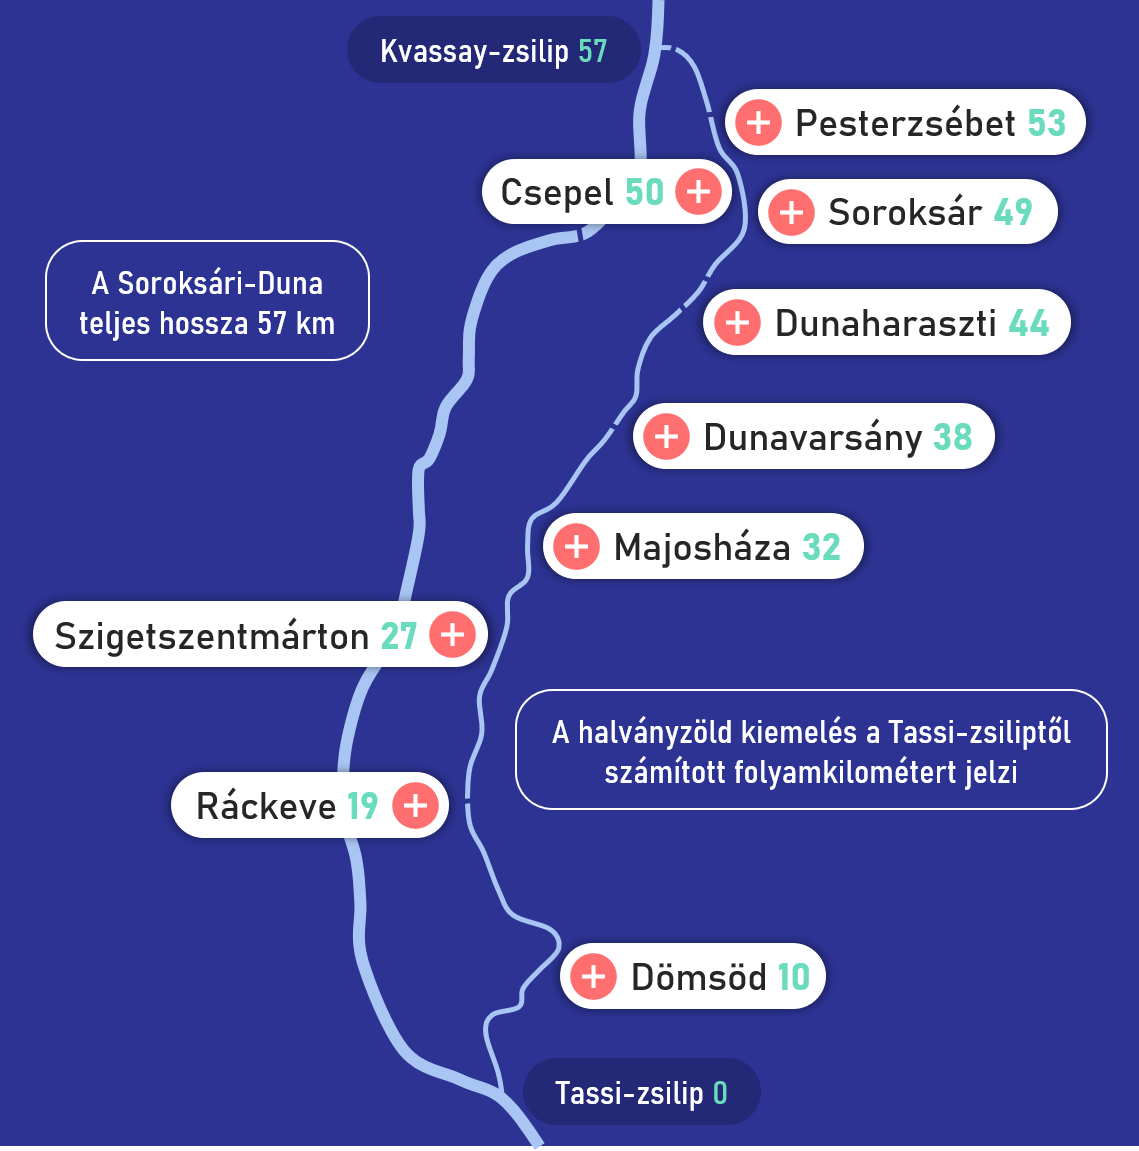 Kvassay-zsilip 57
Pesterzsébet 53
Csepel 50
Soroksár 49
A Soroksári-Duna
teljes hossza 57 km
Dunaharaszti 44
Dunavarsány 38
Majosháza 32
Szigetszentmárton 27
A halványzöld kiemelés a Tassi-zsiliptől
számított folyamkilométert jelzi
Ráckeve 19
Dömsöd 10
Tassi-zsilip 0